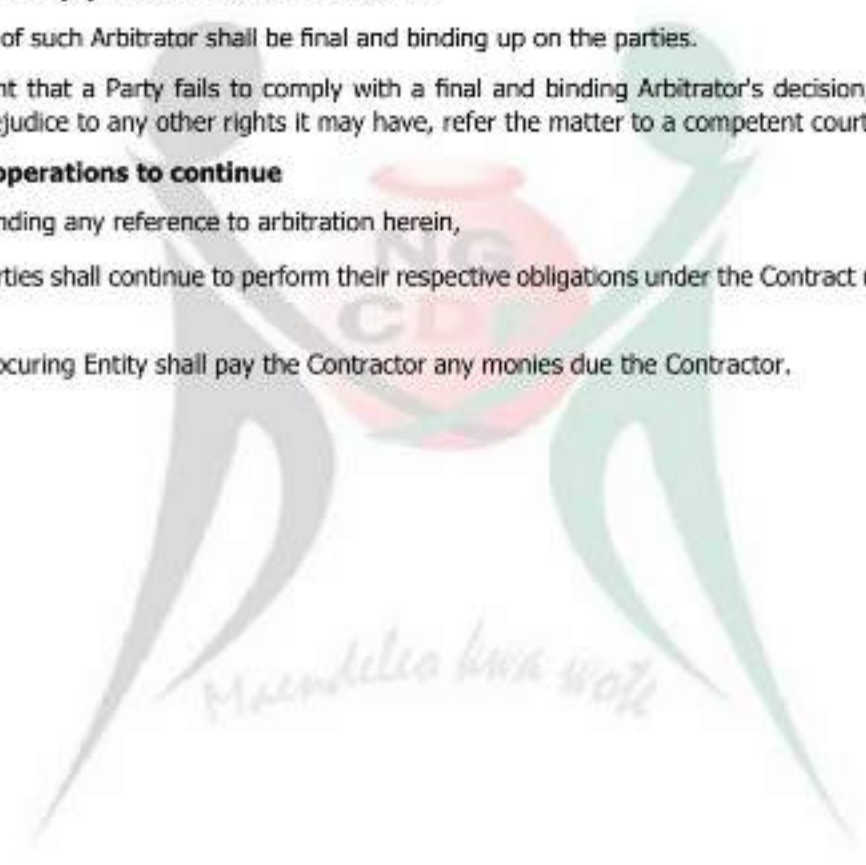 of such Arbitrator shall be final and binding up on the parties.
nt that a Party fails to comply with a final and binding Arbitrator's decision,
ejudice to any other rights it may have, refer the matter to a competent court
operations to continue
nding any reference to arbitration herein,
rties shall continue to perform their respective obligations under the Contract
NG
CDF
ocuring Entity shall pay the Contractor any monies due the Contractor.
Maendeleo kwa wote